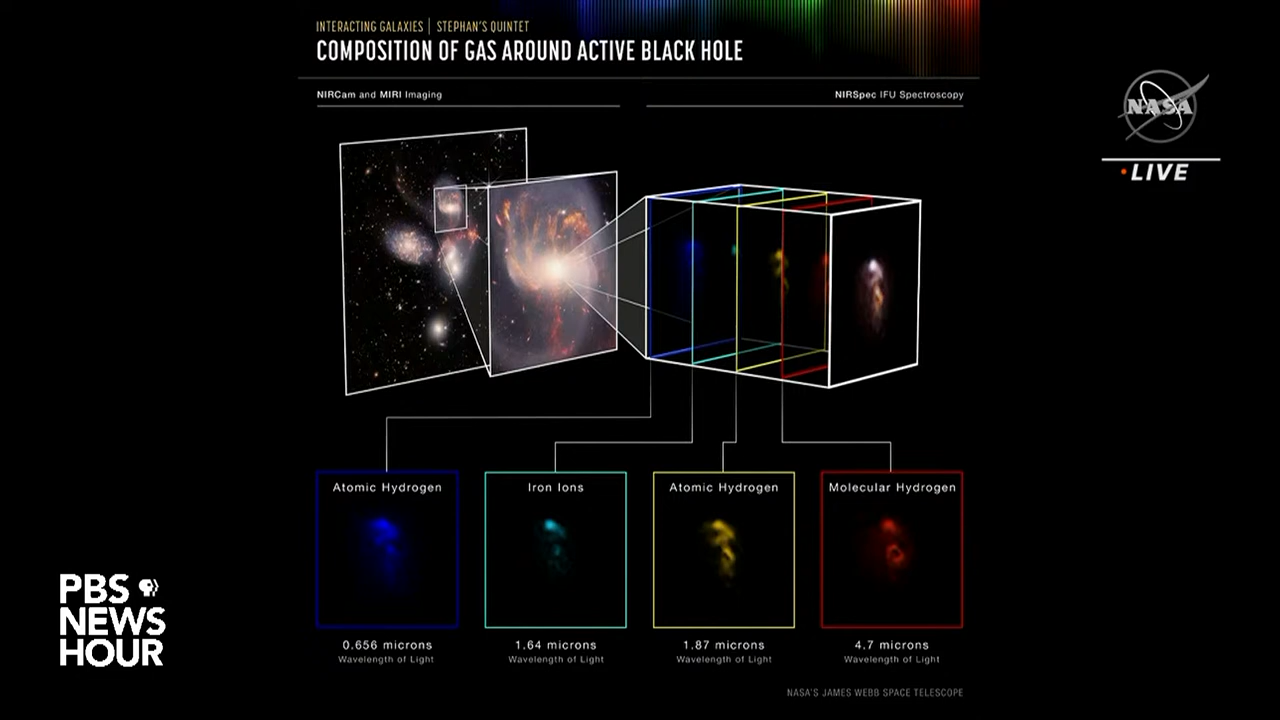 INTERACTING GALAXIES | STEPHAN'S QUINTET
COMPOSITION OF GAS AROUND ACTIVE BLACK HOLE
NIRCam and MIRI Imaging
NIRSpec IFU Spectroscopy
NASA
LIVE
Atomic Hydrogen
Iron Ions
Atomic Hydrogen
Molecular Hydrogen
0.656 microns
Wavelength of Light
1.64 microns
Wavelength of Light
1.87 microns
Wavelength of Light
4.7 microns
Wavelength of Light
PBS
NEWS
HOUR
NASA'S JAMES WEBB SPACE TELESCOPE